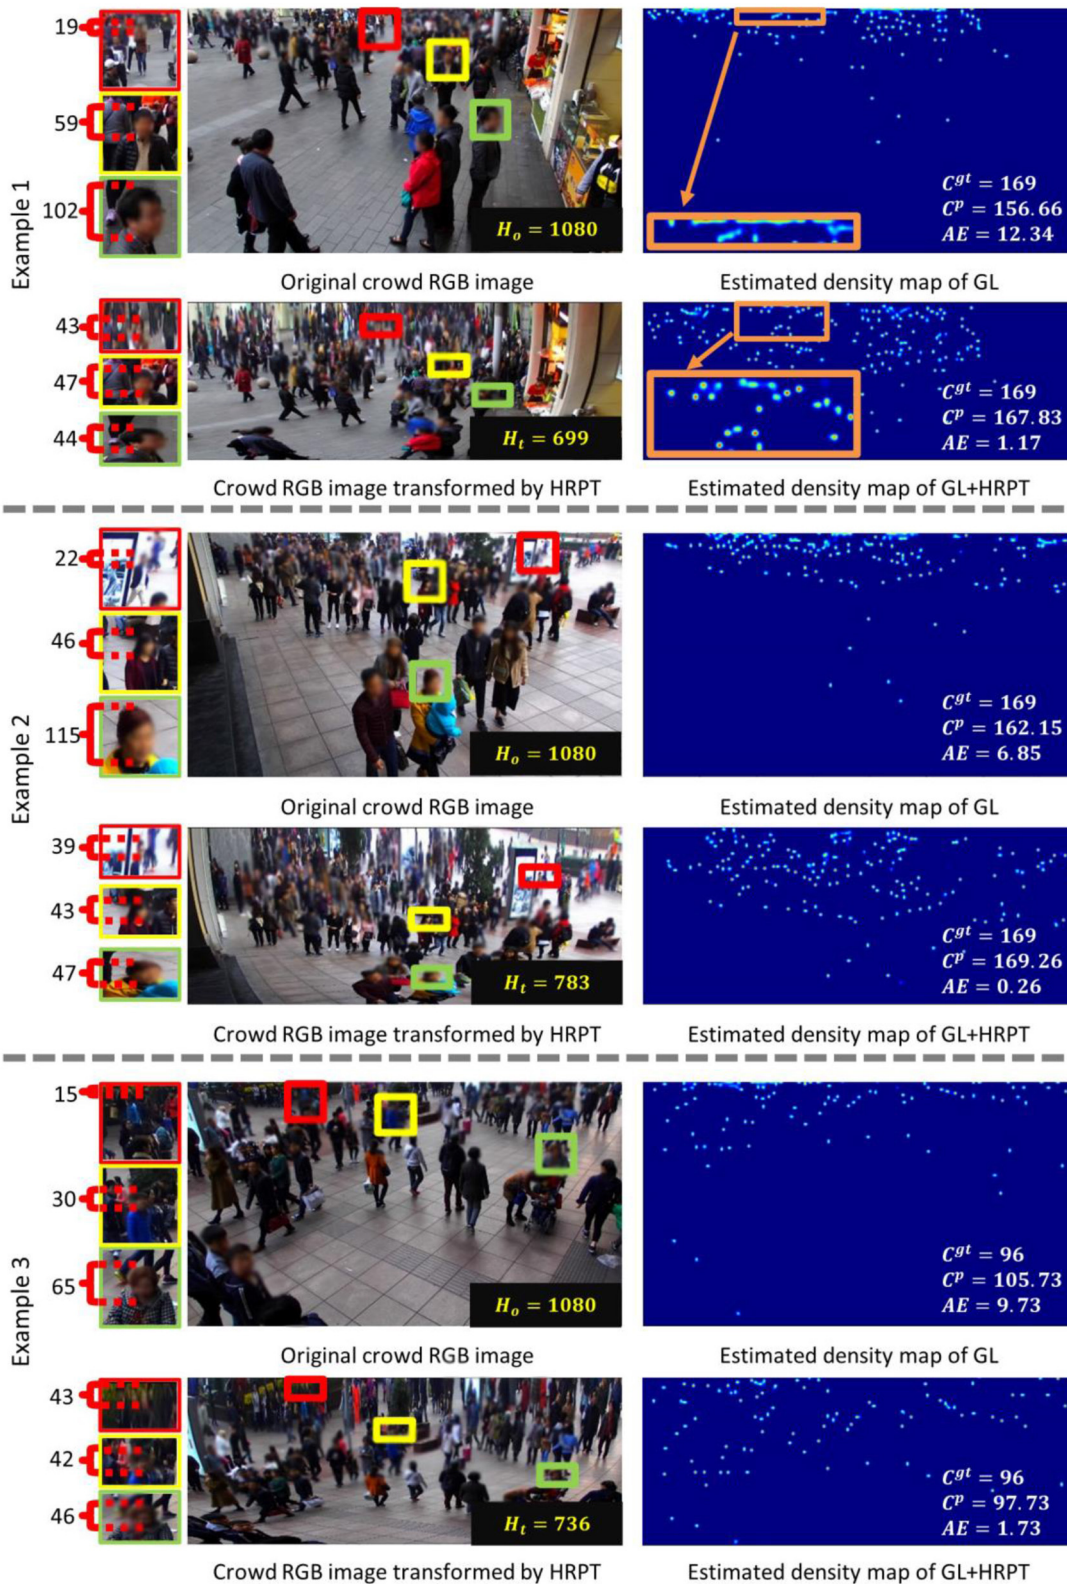 Example 1
19
59
102
H_o = 1080
C^gt = 169
C^p = 156.66
AE = 12.34
Original crowd RGB image
Estimated density map of GL
43
47
44
H_t = 699
C^gt = 169
C^p = 167.83
AE = 1.17
Crowd RGB image transformed by HRPT
Estimated density map of GL+HRPT
Example 2
22
46
115
H_o = 1080
C^gt = 169
C^p = 162.15
AE = 6.85
Original crowd RGB image
Estimated density map of GL
39
43
47
H_t = 783
C^gt = 169
C^p = 169.26
AE = 0.26
Crowd RGB image transformed by HRPT
Estimated density map of GL+HRPT
Example 3
15
30
65
H_o = 1080
C^gt = 96
C^p = 105.73
AE = 9.73
Original crowd RGB image
Estimated density map of GL
43
42
46
H_t = 736
C^gt = 96
C^p = 97.73
AE = 1.73
Crowd RGB image transformed by HRPT
Estimated density map of GL+HRPT